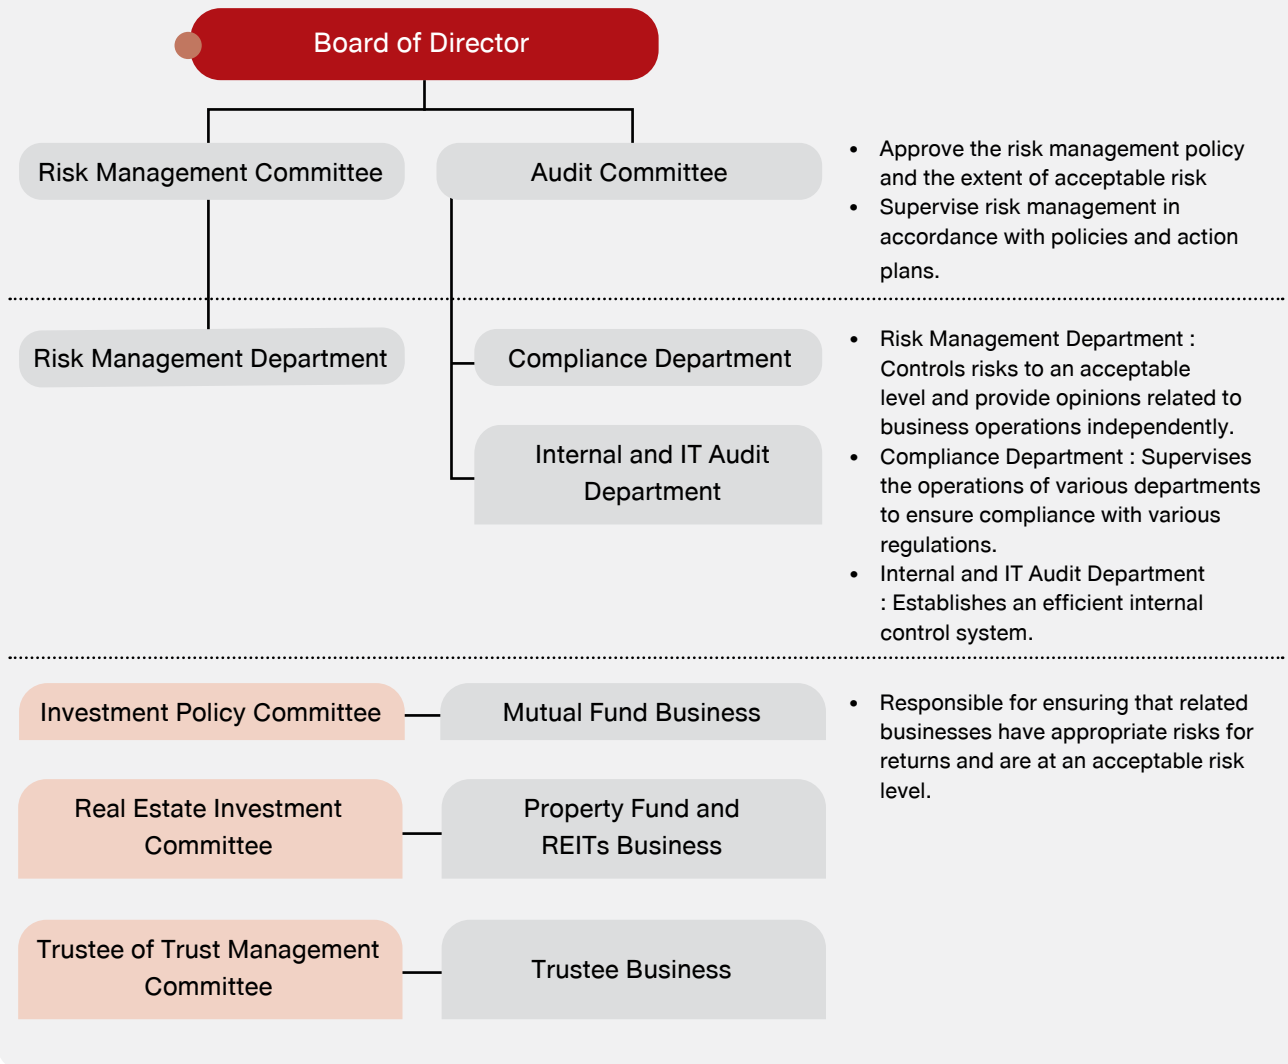 Board of Director
Risk Management Committee
Audit Committee
• Approve the risk management policy
and the extent of acceptable risk
• Supervise risk management in
accordance with policies and action
plans.
Risk Management Department
Compliance Department
Internal and IT Audit
Department
• Risk Management Department :
Controls risks to an acceptable
level and provide opinions related to
business operations independently.
• Compliance Department : Supervises
the operations of various departments
to ensure compliance with various
regulations.
• Internal and IT Audit Department
: Establishes an efficient internal
control system.
Investment Policy Committee
Mutual Fund Business
Real Estate Investment
Committee
Property Fund and
REITs Business
Trustee of Trust Management
Committee
Trustee Business
• Responsible for ensuring that related
businesses have appropriate risks for
returns and are at an acceptable risk
level.